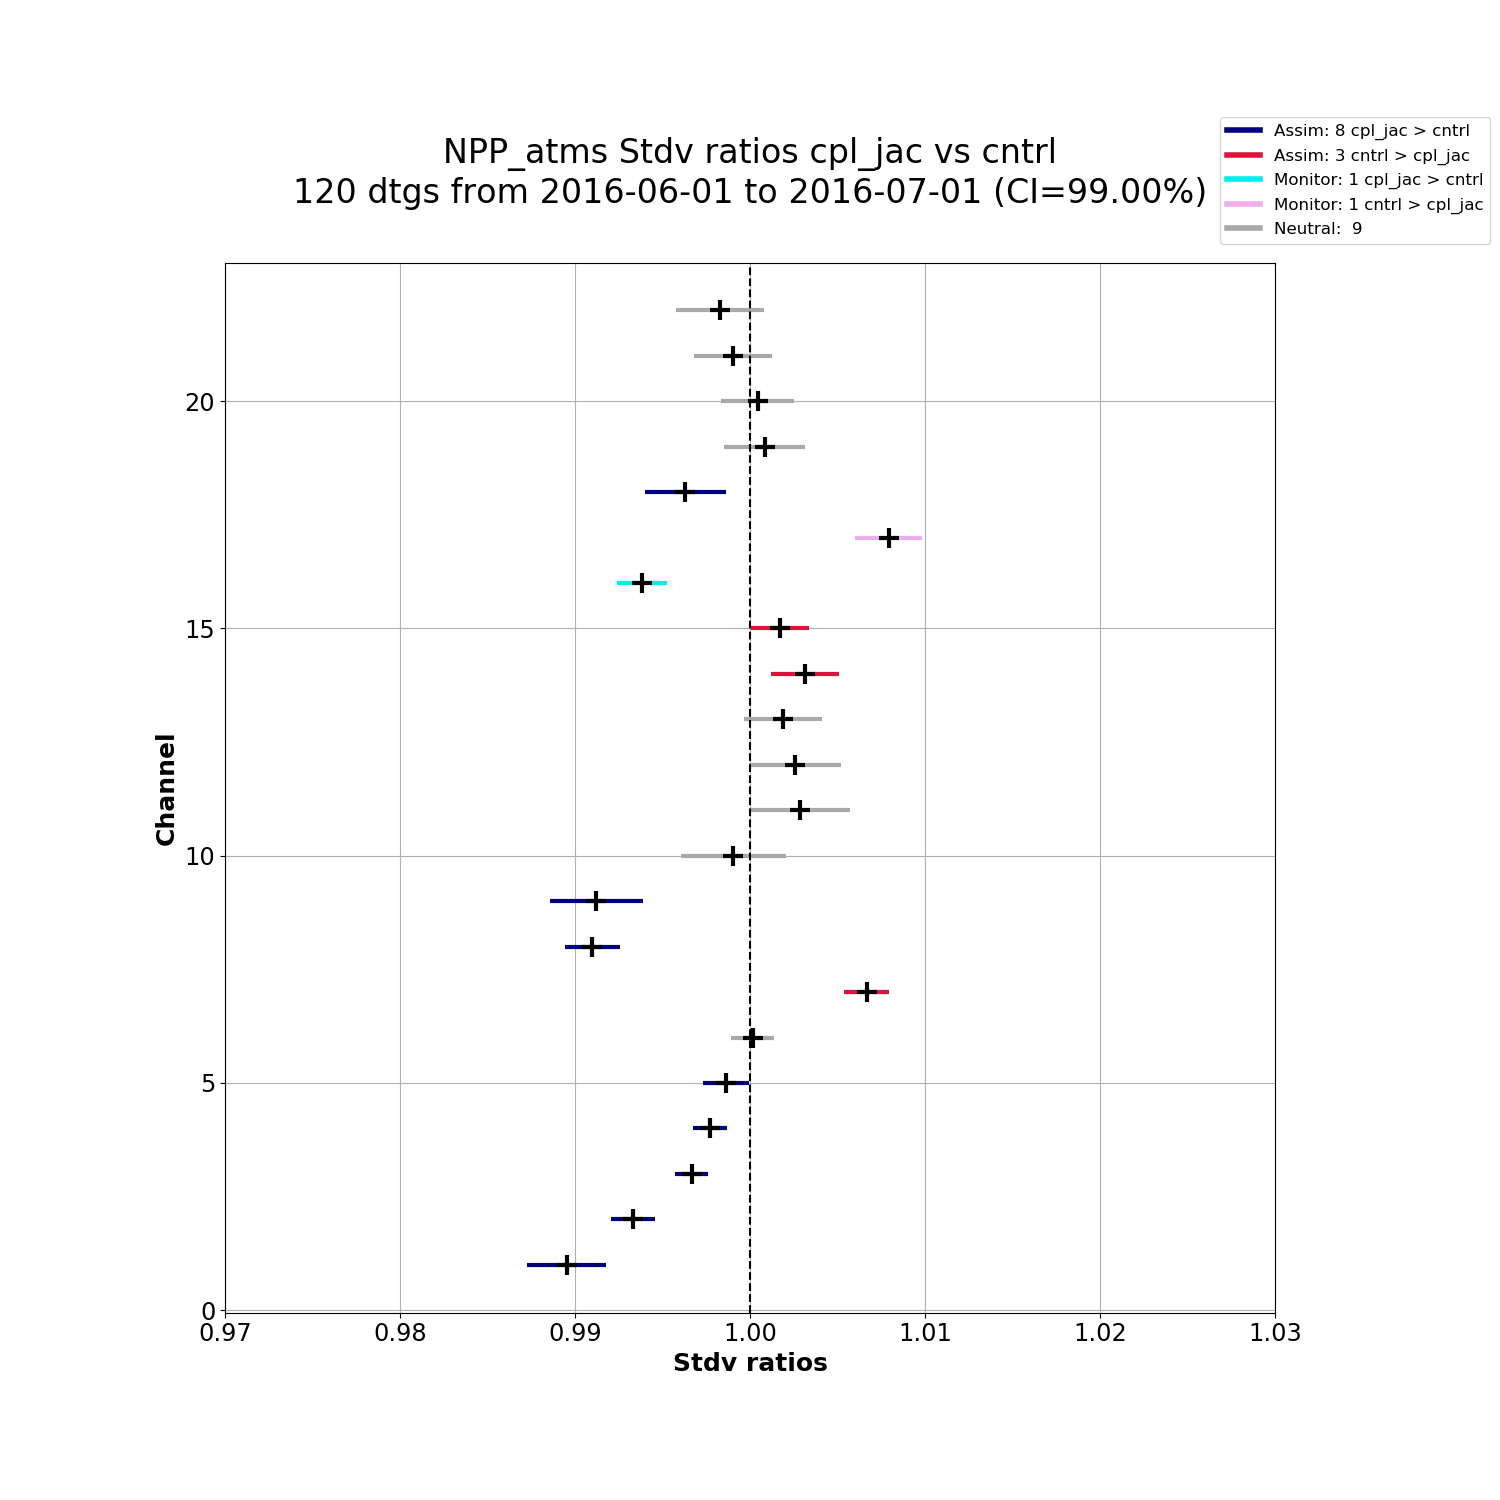 NPP_atms Stdv ratios cpl_jac vs cntrl
120 dtgs from 2016-06-01 to 2016-07-01 (CI=99.00%)
Assim: 8 cpl_jac > cntrl
Assim: 3 cntrl > cpl_jac
Monitor: 1 cpl_jac > cntrl
Monitor: 1 cntrl > cpl_jac
Neutral:  9
20
15
10
5
0
Channel
0.97 0.98 0.99 1.00 1.01 1.02 1.03
Stdv ratios